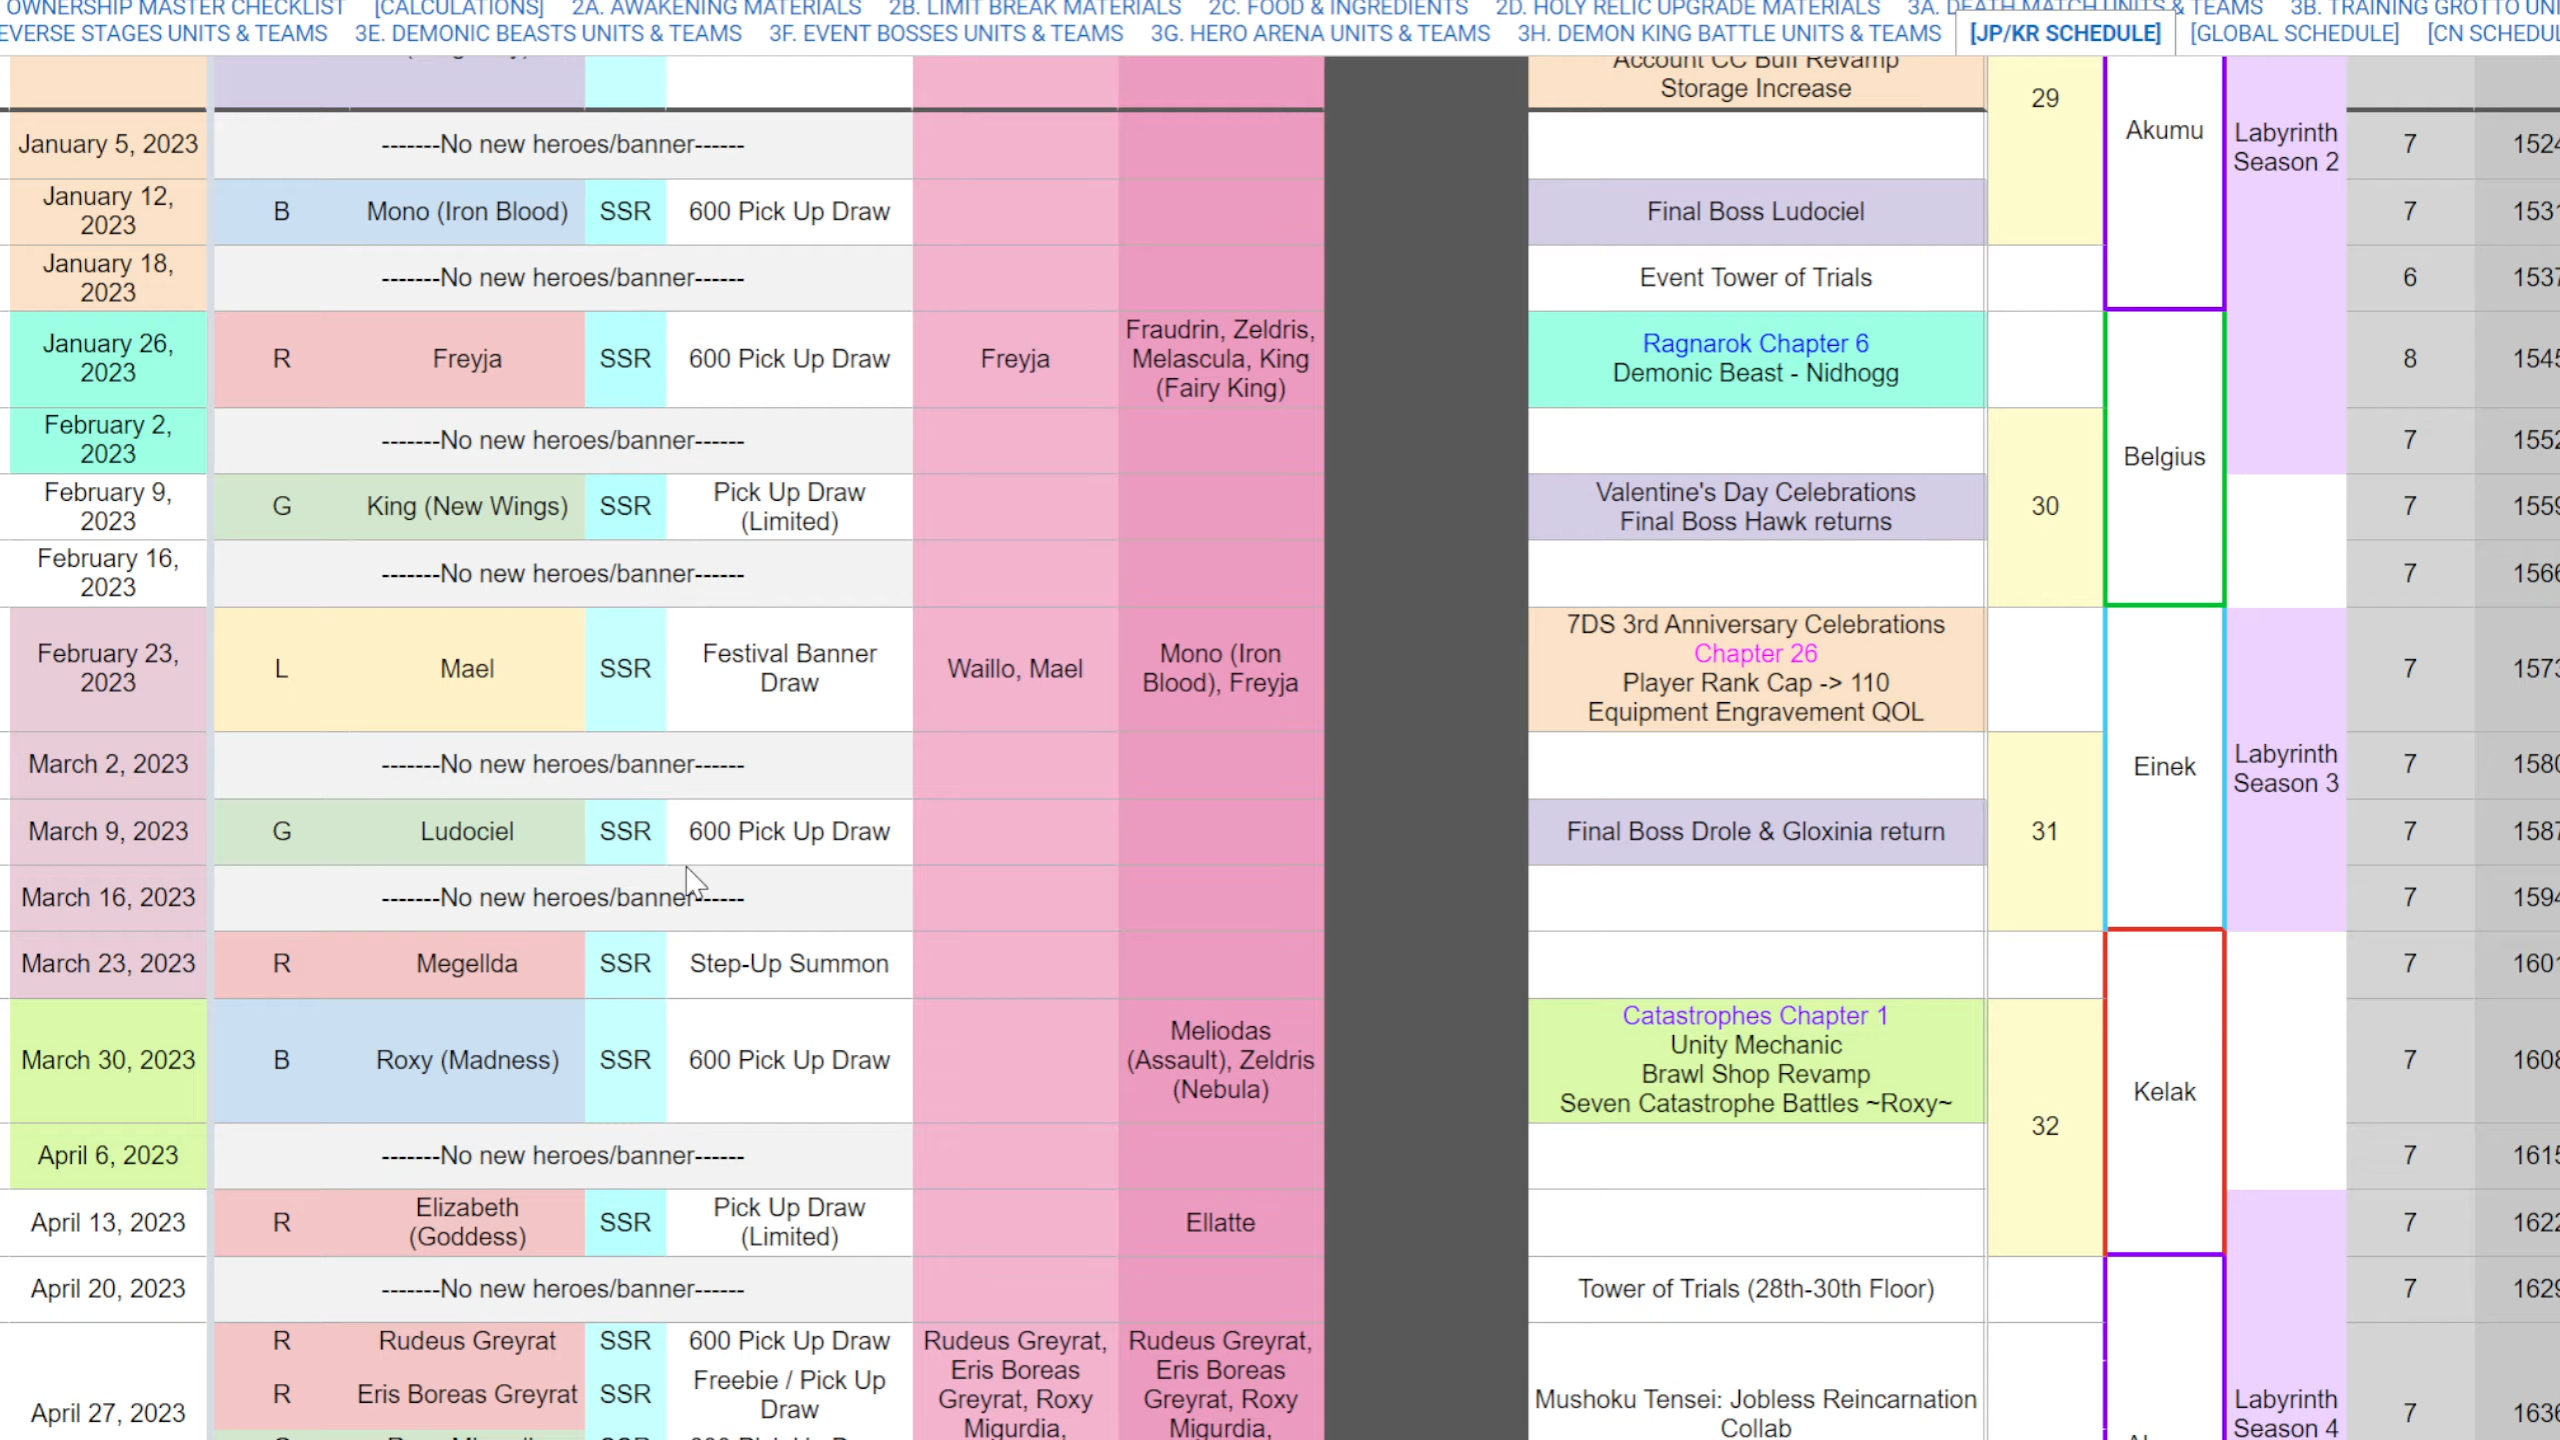 OWNERSHIP MASTER CHECKLIST [CALCULATIONS] 2A. AWAKENING MATERIALS 2B. LIMIT BREAK MATERIALS 2C. FOOD & INGREDIENTS 2D. HOLY RELIC UPGRADE MATERIALS 3A. DEATH MATCH UNITS & TEAMS 3B. TRAINING GROTTO UNI
EVERSE STAGES UNITS & TEAMS 3E. DEMONIC BEASTS UNITS & TEAMS 3F. EVENT BOSSES UNITS & TEAMS 3G. HERO ARENA UNITS & TEAMS 3H. DEMON KING BATTLE UNITS & TEAMS [JP/KR SCHEDULE] [GLOBAL SCHEDULE] [CN SCHEDUL
Account CC Buff Revamp
Storage Increase
29
Akumu
Labyrinth
Season 2
January 5, 2023
-------No new heroes/banner------
7
1524
January 12,
2023
B
Mono (Iron Blood)
SSR
600 Pick Up Draw
Final Boss Ludociel
7
1531
January 18,
2023
-------No new heroes/banner------
Event Tower of Trials
6
1537
January 26,
2023
R
Freyja
SSR
600 Pick Up Draw
Freyja
Fraudrin, Zeldris,
Melascula, King
(Fairy King)
Ragnarok Chapter 6
Demonic Beast - Nidhogg
8
1545
February 2,
2023
-------No new heroes/banner------
Belgius
7
1552
February 9,
2023
G
King (New Wings)
SSR
Pick Up Draw
(Limited)
Valentine's Day Celebrations
Final Boss Hawk returns
30
7
1559
February 16,
2023
-------No new heroes/banner------
7
1566
February 23,
2023
L
Mael
SSR
Festival Banner
Draw
Waillo, Mael
Mono (Iron
Blood), Freyja
7DS 3rd Anniversary Celebrations
Chapter 26
Player Rank Cap -> 110
Equipment Engravement QOL
7
1573
March 2, 2023
-------No new heroes/banner------
Einek
Labyrinth
Season 3
7
1580
March 9, 2023
G
Ludociel
SSR
600 Pick Up Draw
Final Boss Drole & Gloxinia return
31
7
1587
March 16, 2023
-------No new heroes/banner------
7
1594
March 23, 2023
R
Megellda
SSR
Step-Up Summon
7
1601
March 30, 2023
B
Roxy (Madness)
SSR
600 Pick Up Draw
Meliodas
(Assault), Zeldris
(Nebula)
Catastrophes Chapter 1
Unity Mechanic
Brawl Shop Revamp
Seven Catastrophe Battles ~Roxy~
32
Kelak
7
1608
April 6, 2023
-------No new heroes/banner------
7
1615
April 13, 2023
R
Elizabeth
(Goddess)
SSR
Pick Up Draw
(Limited)
Ellatte
7
1622
April 20, 2023
-------No new heroes/banner------
Tower of Trials (28th-30th Floor)
7
1629
April 27, 2023
R
Rudeus Greyrat
SSR
600 Pick Up Draw
R
Eris Boreas Greyrat
SSR
Freebie / Pick Up
Draw
Rudeus Greyrat,
Eris Boreas
Greyrat, Roxy
Migurdia,
Rudeus Greyrat,
Eris Boreas
Greyrat, Roxy
Migurdia,
Mushoku Tensei: Jobless Reincarnation
Collab
Labyrinth
Season 4
7
1636